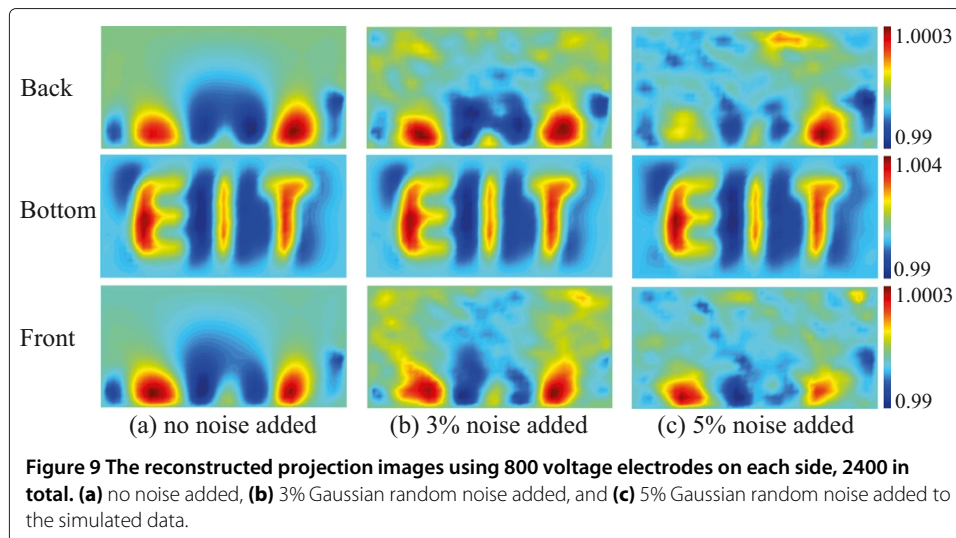 Back
1.0003
0.99
Bottom
1.004
0.99
Front
1.0003
0.99
EIT
EIT
EIT
(a) no noise added
(b) 3% noise added
(c) 5% noise added
Figure 9 The reconstructed projection images using 800 voltage electrodes on each side, 2400 in
total. (a) no noise added, (b) 3% Gaussian random noise added, and (c) 5% Gaussian random noise added to
the simulated data.